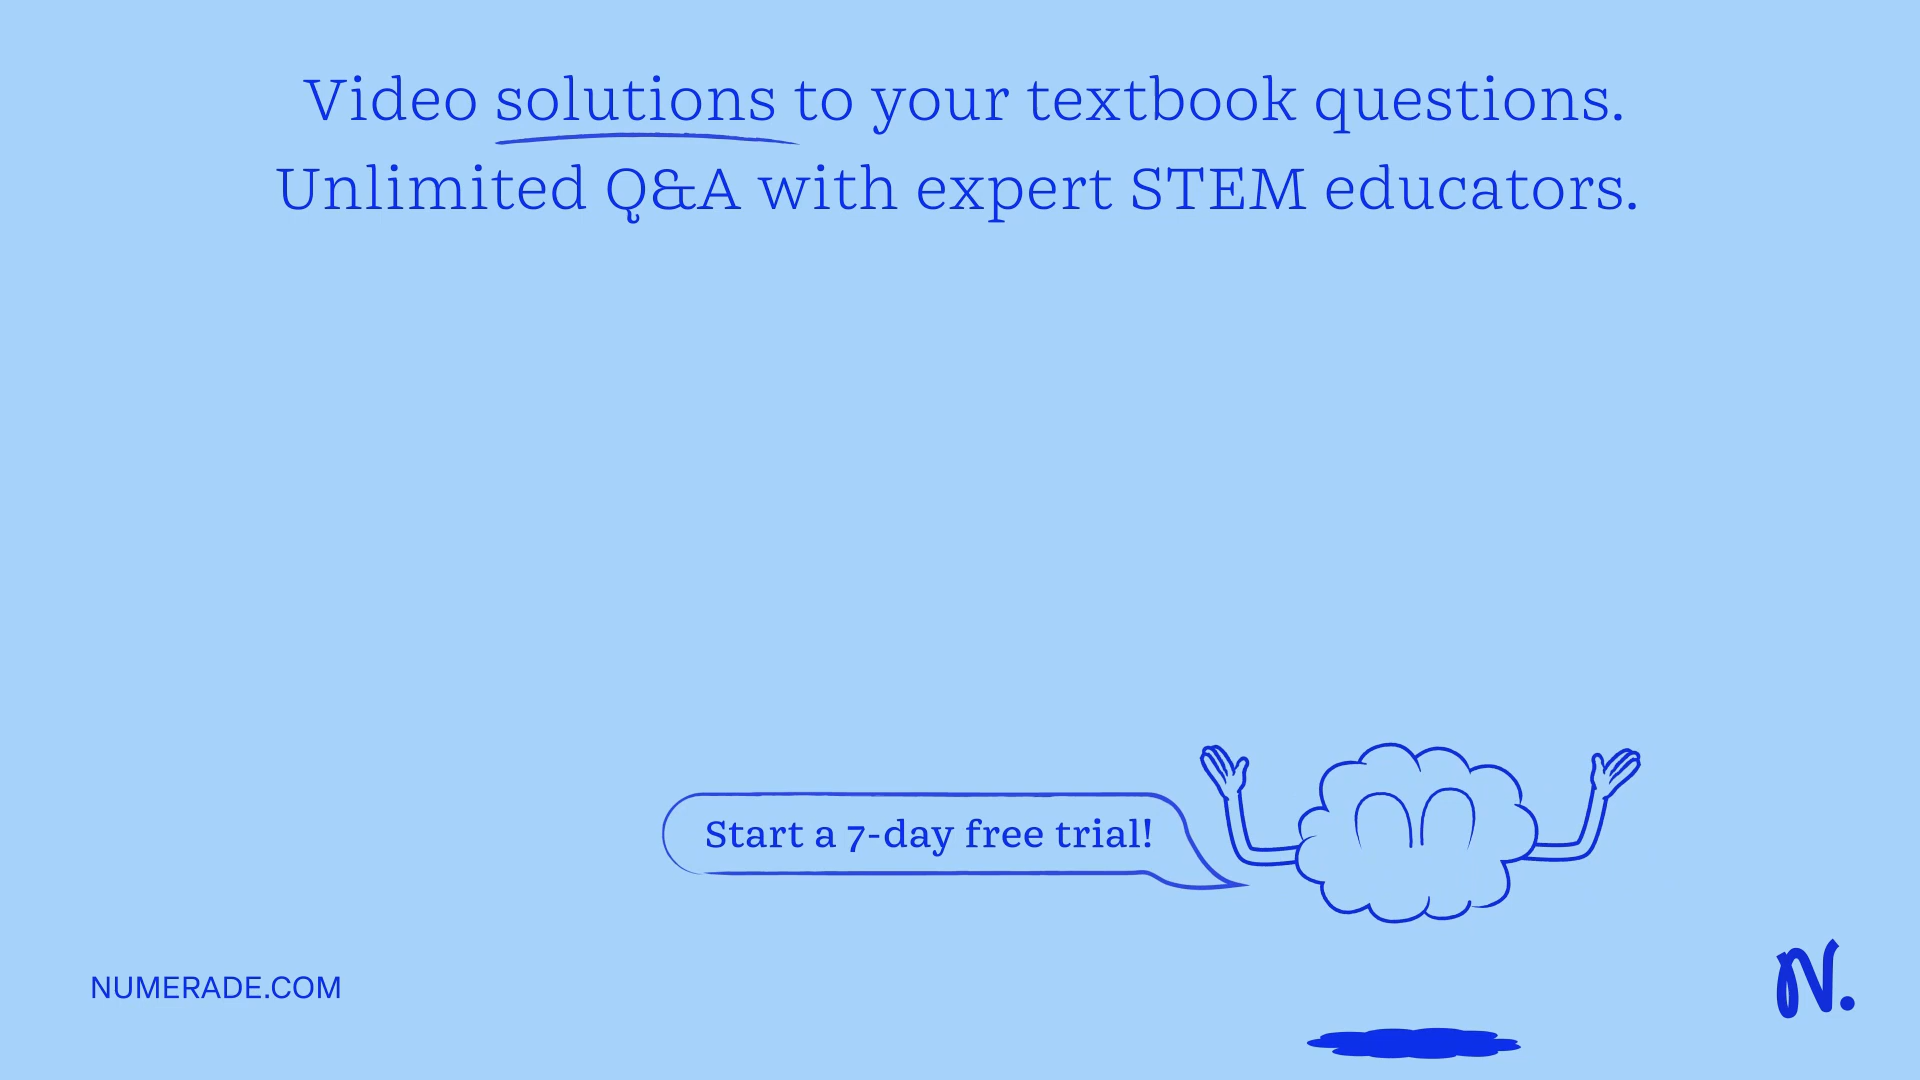 Video solutions to your textbook questions.
Unlimited Q&A with expert STEM educators.
Start a 7-day free trial!
NUMERADE.COM
N.